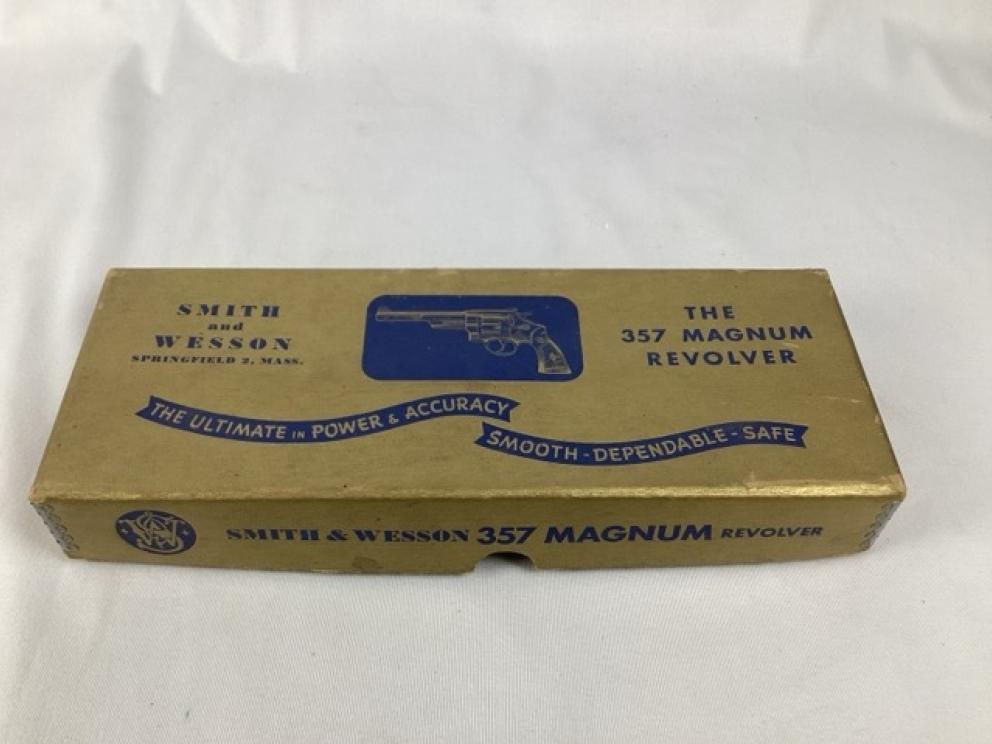 SMITH
and
WESSON
SPRINGFIELD 2, MASS.
THE
357 MAGNUM
REVOLVER
THE ULTIMATE IN POWER & ACCURACY
SMOOTH - DEPENDABLE - SAFE
SW
SMITH & WESSON 357 MAGNUM REVOLVER